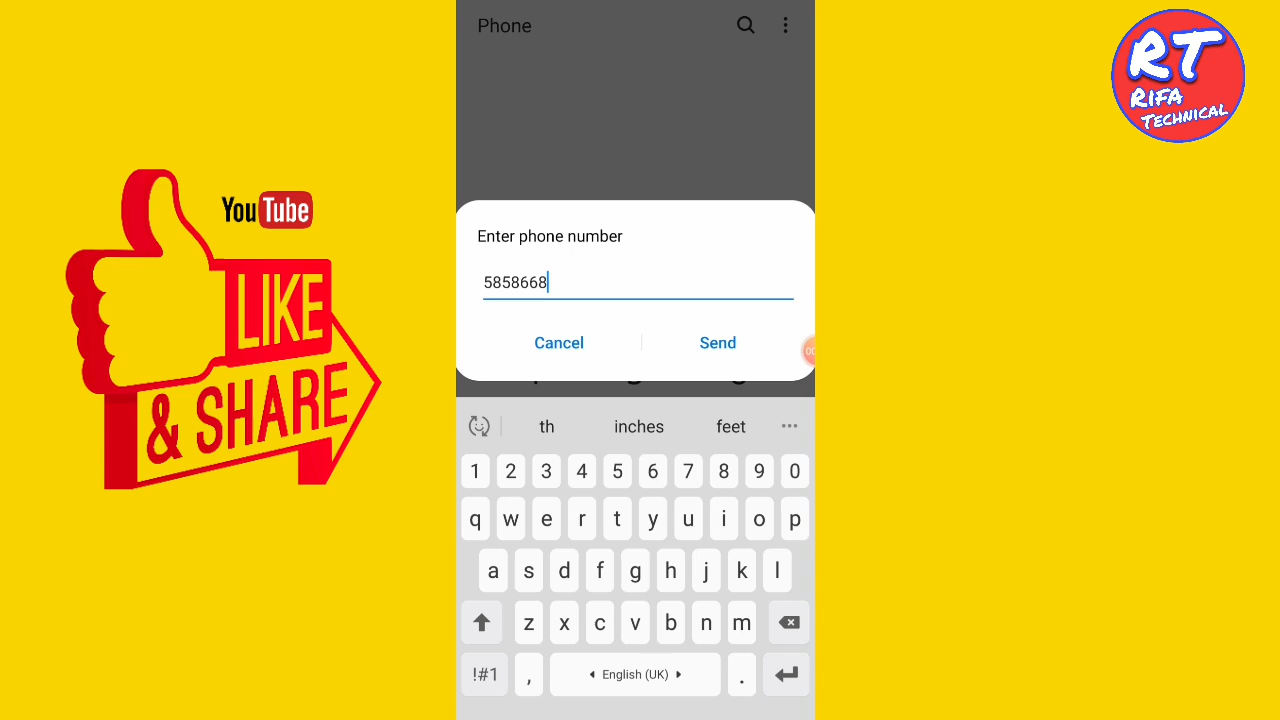 Phone
RT
RIFA
TECHNICAL
YouTube
LIKE
& SHARE
Enter phone number
5858668
Cancel
Send
00
th inches feet
1 2 3 4 5 6 7 8 9 0
q w e r t y u i o p
a s d f g h j k l
z x c v b n m
!#1 , English (UK) .